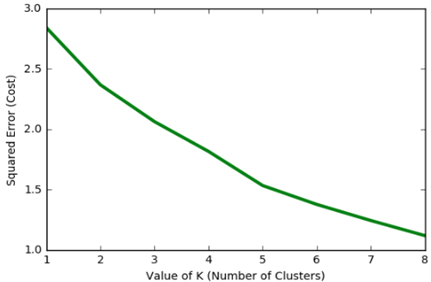 3.0
2.5
2.0
1.5
1.0
Squared Error (Cost)
1 2 3 4 5 6 7 8
Value of K (Number of Clusters)